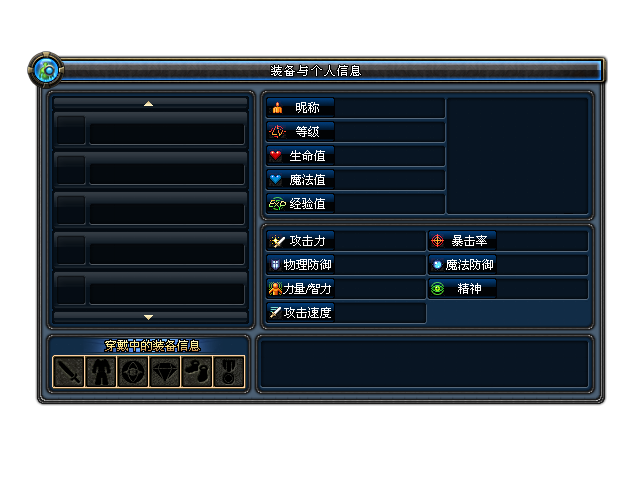 装备与个人信息
昵称
等级
生命值
魔法值
EXP 经验值
攻击力
暴击率
物理防御
魔法防御
力量/智力
精神
攻击速度
穿戴中的装备信息